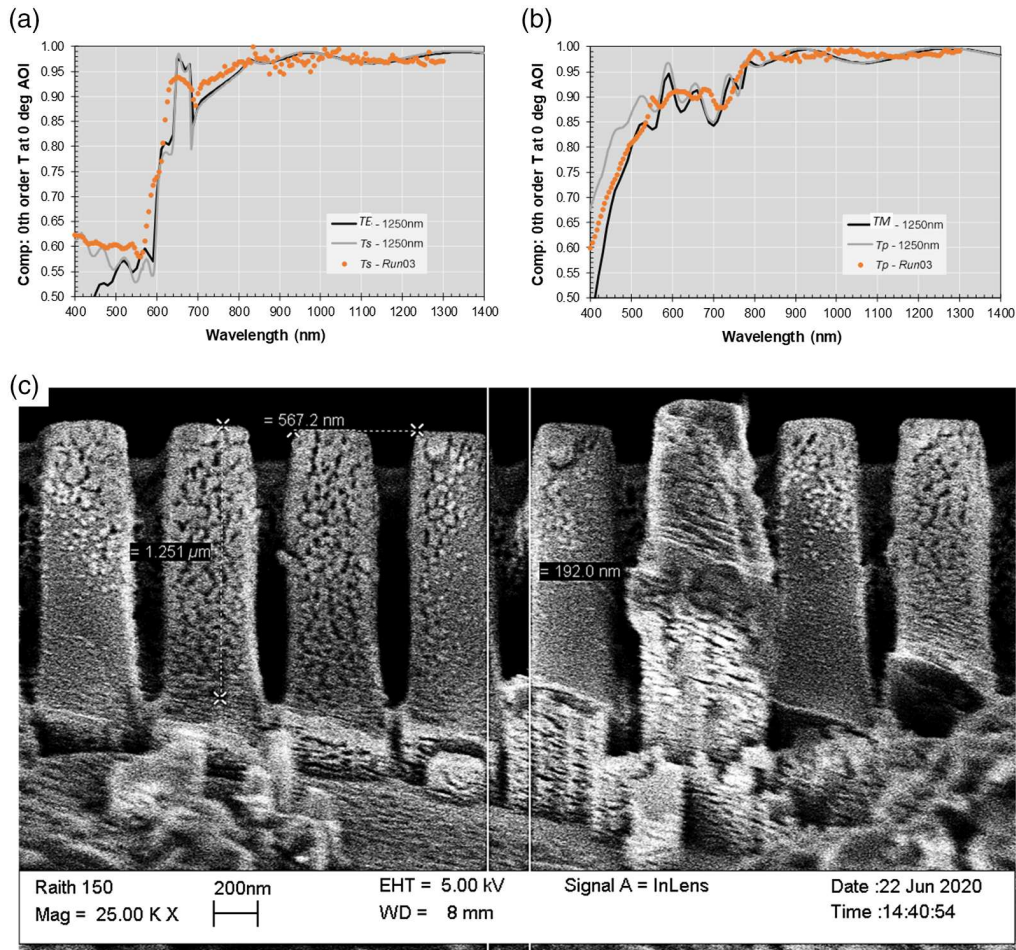 (a)
Comp: 0th order T at 0 deg AOI
1.00
0.95
0.90
0.85
0.80
0.75
0.70
0.65
0.60
0.55
0.50
TE - 1250nm
Ts - 1250nm
Ts - Run03
400 500 600 700 800 900 1000 1100 1200 1300 1400
Wavelength (nm)
(b)
Comp: 0th order T at 0 deg AOI
1.00
0.95
0.90
0.85
0.80
0.75
0.70
0.65
0.60
0.55
0.50
TM - 1250nm
Tp - 1250nm
Tp - Run03
400 500 600 700 800 900 1000 1100 1200 1300 1400
Wavelength (nm)
(c)
= 567.2 nm
= 1.251 µm
= 192.0 nm
Raith 150 200nm EHT = 5.00 kV Signal A = InLens Date :22 Jun 2020
Mag = 25.00 K X WD = 8 mm Time :14:40:54